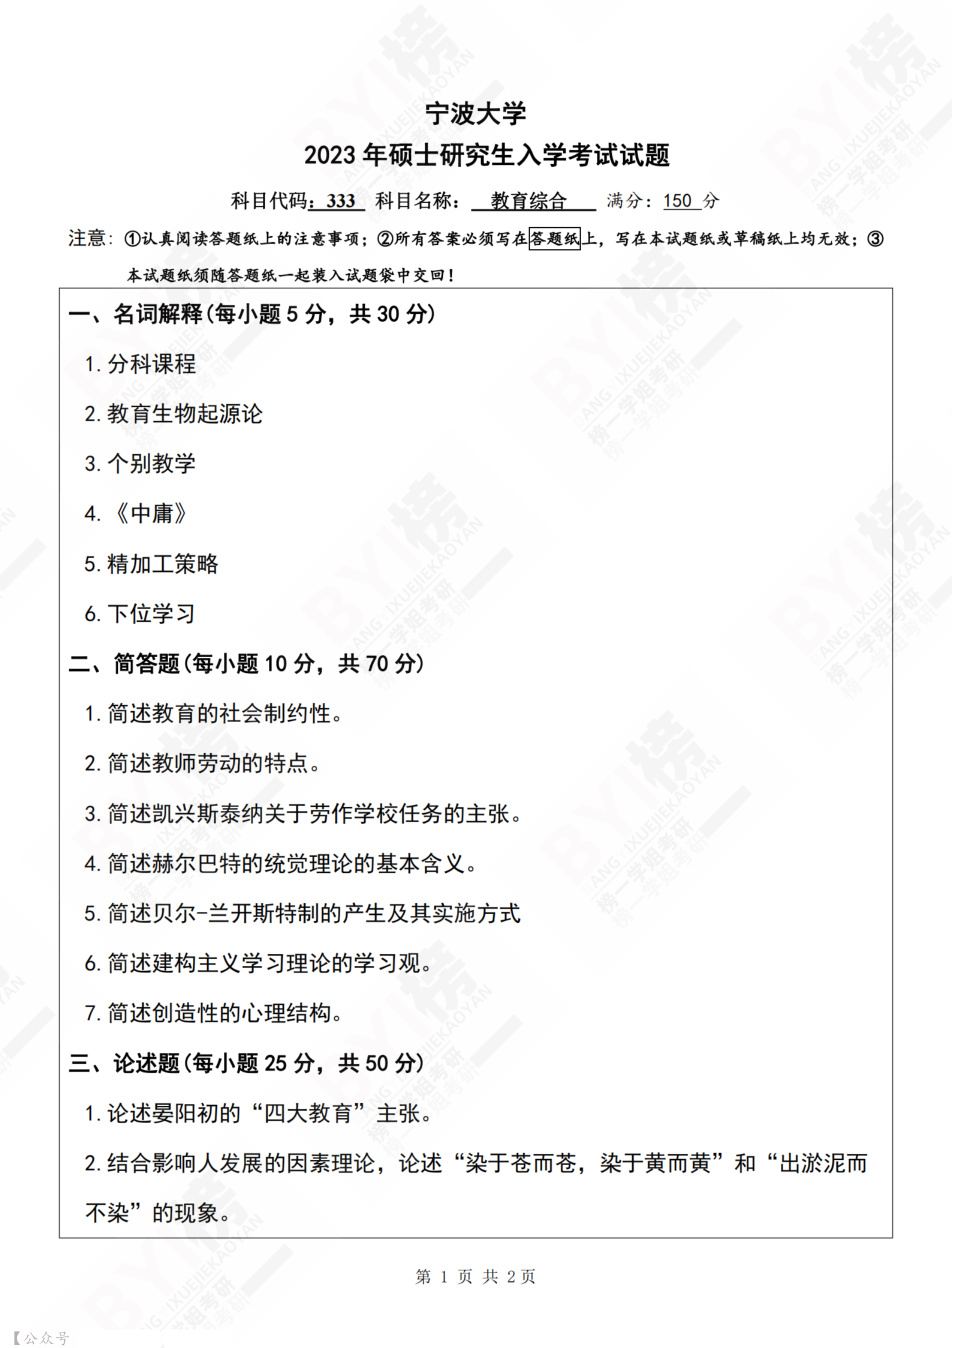 宁波大学
2023 年硕士研究生入学考试试题
科目代码：333 科目名称： 教育综合 满分：150 分
注意：①认真阅读答题纸上的注意事项；②所有答案必须写在答题纸上，写在本试题纸或草稿纸上均无效；③
本试题纸须随答题纸一起装入试题袋中交回！
一、名词解释(每小题 5 分，共 30 分)
1.分科课程
2.教育生物起源论
3.个别教学
4.《中庸》
5.精加工策略
6.下位学习
二、简答题(每小题 10 分，共 70 分)
1.简述教育的社会制约性。
2.简述教师劳动的特点。
3.简述凯兴斯泰纳关于劳作学校任务的主张。
4.简述赫尔巴特的统觉理论的基本含义。
5.简述贝尔-兰开斯特制的产生及其实施方式
6.简述建构主义学习理论的学习观。
7.简述创造性的心理结构。
三、论述题(每小题 25 分，共 50 分)
1.论述晏阳初的“四大教育”主张。
2.结合影响人发展的因素理论，论述“染于苍而苍，染于黄而黄”和“出淤泥而
不染”的现象。
第 1 页 共 2页
【公众号